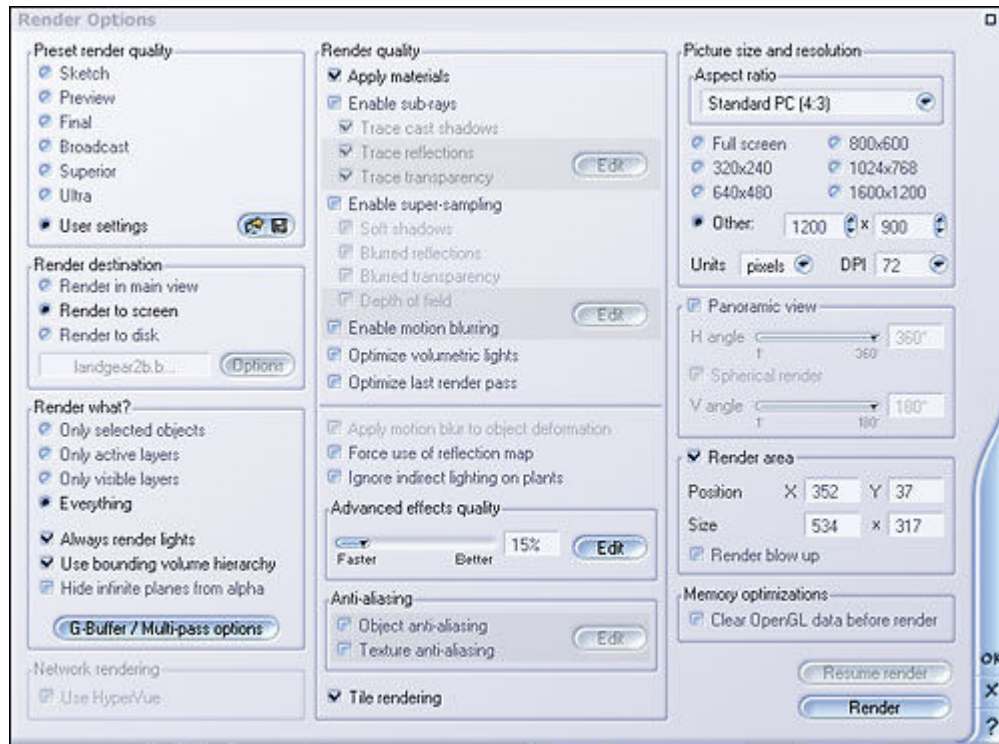 Render Options
Preset render quality
Sketch
Preview
Final
Broadcast
Superior
Ultra
User settings
Render destination
Render in main view
Render to screen
Render to disk
landgear2b.b...
Options
Render what?
Only selected objects
Only active layers
Only visible layers
Everything
Always render lights
Use bounding volume hierarchy
Hide infinite planes from alpha
G-Buffer / Multi-pass options
Network rendering
Use HyperVue
Render quality
Apply materials
Enable sub-rays
Trace cast shadows
Trace reflections
Edit
Trace transparency
Enable super-sampling
Soft shadows
Blurred reflections
Blurred transparency
Depth of field
Edit
Enable motion blurring
Optimize volumetric lights
Optimize last render pass
Apply motion blur to object deformation
Force use of reflection map
Ignore indirect lighting on plants
Advanced effects quality
15% Edit
Faster Better
Anti-aliasing
Object anti-aliasing
Edit
Texture anti-aliasing
Tile rendering
Picture size and resolution
Aspect ratio
Standard PC (4:3)
Full screen 800x600
320x240 1024x768
640x480 1600x1200
Other: 1200 x 900
Units pixels DPI 72
Panoramic view
H angle 360°
1° 360°
Spherical render
V angle 180°
1° 180°
Render area
Position X 352 Y 37
Size 534 x 317
Render blow up
Memory optimizations
Clear OpenGL data before render
Resume render
Render
OK
X
?